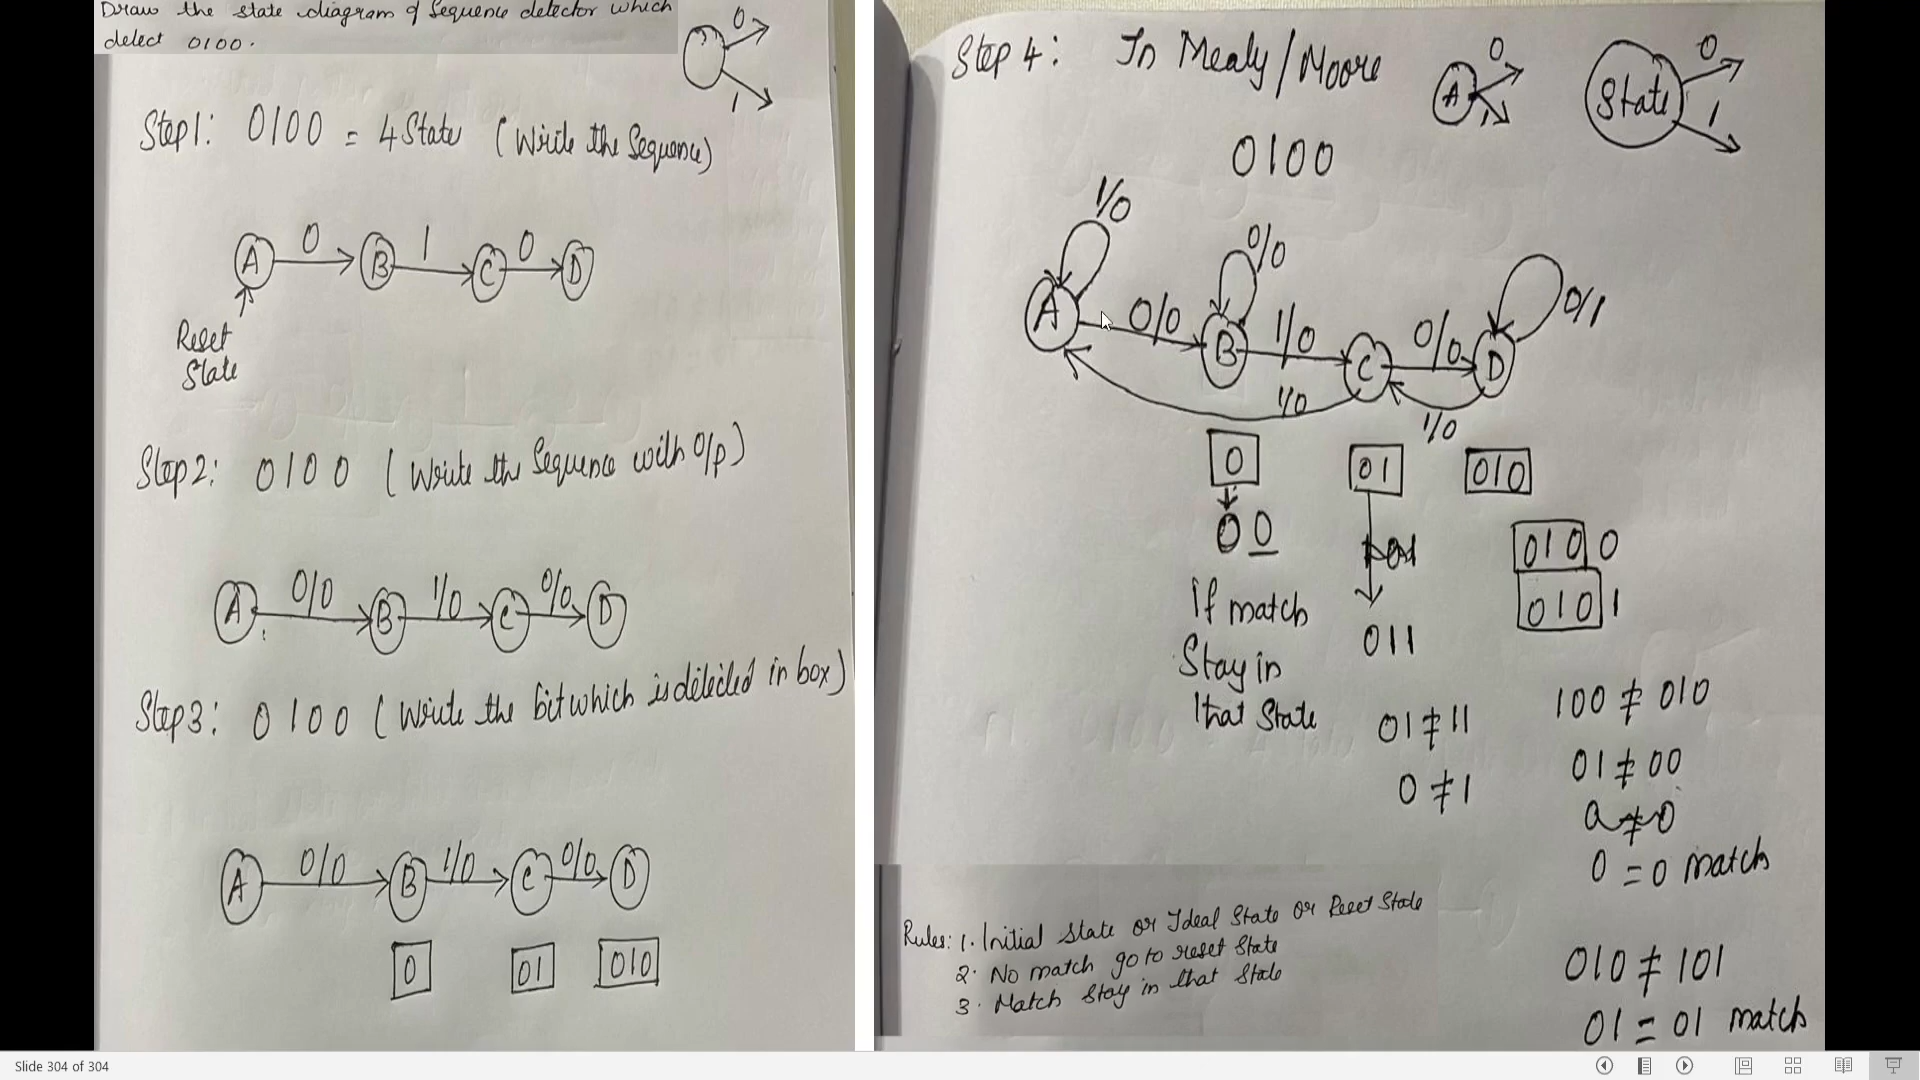 Draw the state diagram of Sequence detector which
detect 0100.
0
1
Step1: 0100 = 4 State (Write the Sequence)
A 0 B 1 C 0 D
Reset
State
Step2: 0100 (Write the Sequence with O/p)
A 0/0 B 1/0 C 0/0 D
Step3: 0100 (Write the bit which is detected in box)
A 0/0 B 1/0 C 0/0 D
0 01 010
Step 4: In Mealy/Moore
A 0 1
State 0 1
0100
1/0
0/0
0/1
A 0/0 B 1/0 C 0/0 D
1/0
1/0
0 01 010
00
0100
0101
if match
Stay in
that State
011
01 ≠ 11
0 ≠ 1
100 ≠ 010
01 ≠ 00
0 = 0 match
010 ≠ 101
01 = 01 match
Rules: 1. Initial State or Ideal State or Reset State
2. No match go to reset State
3. Match Stay in that State
Slide 304 of 304